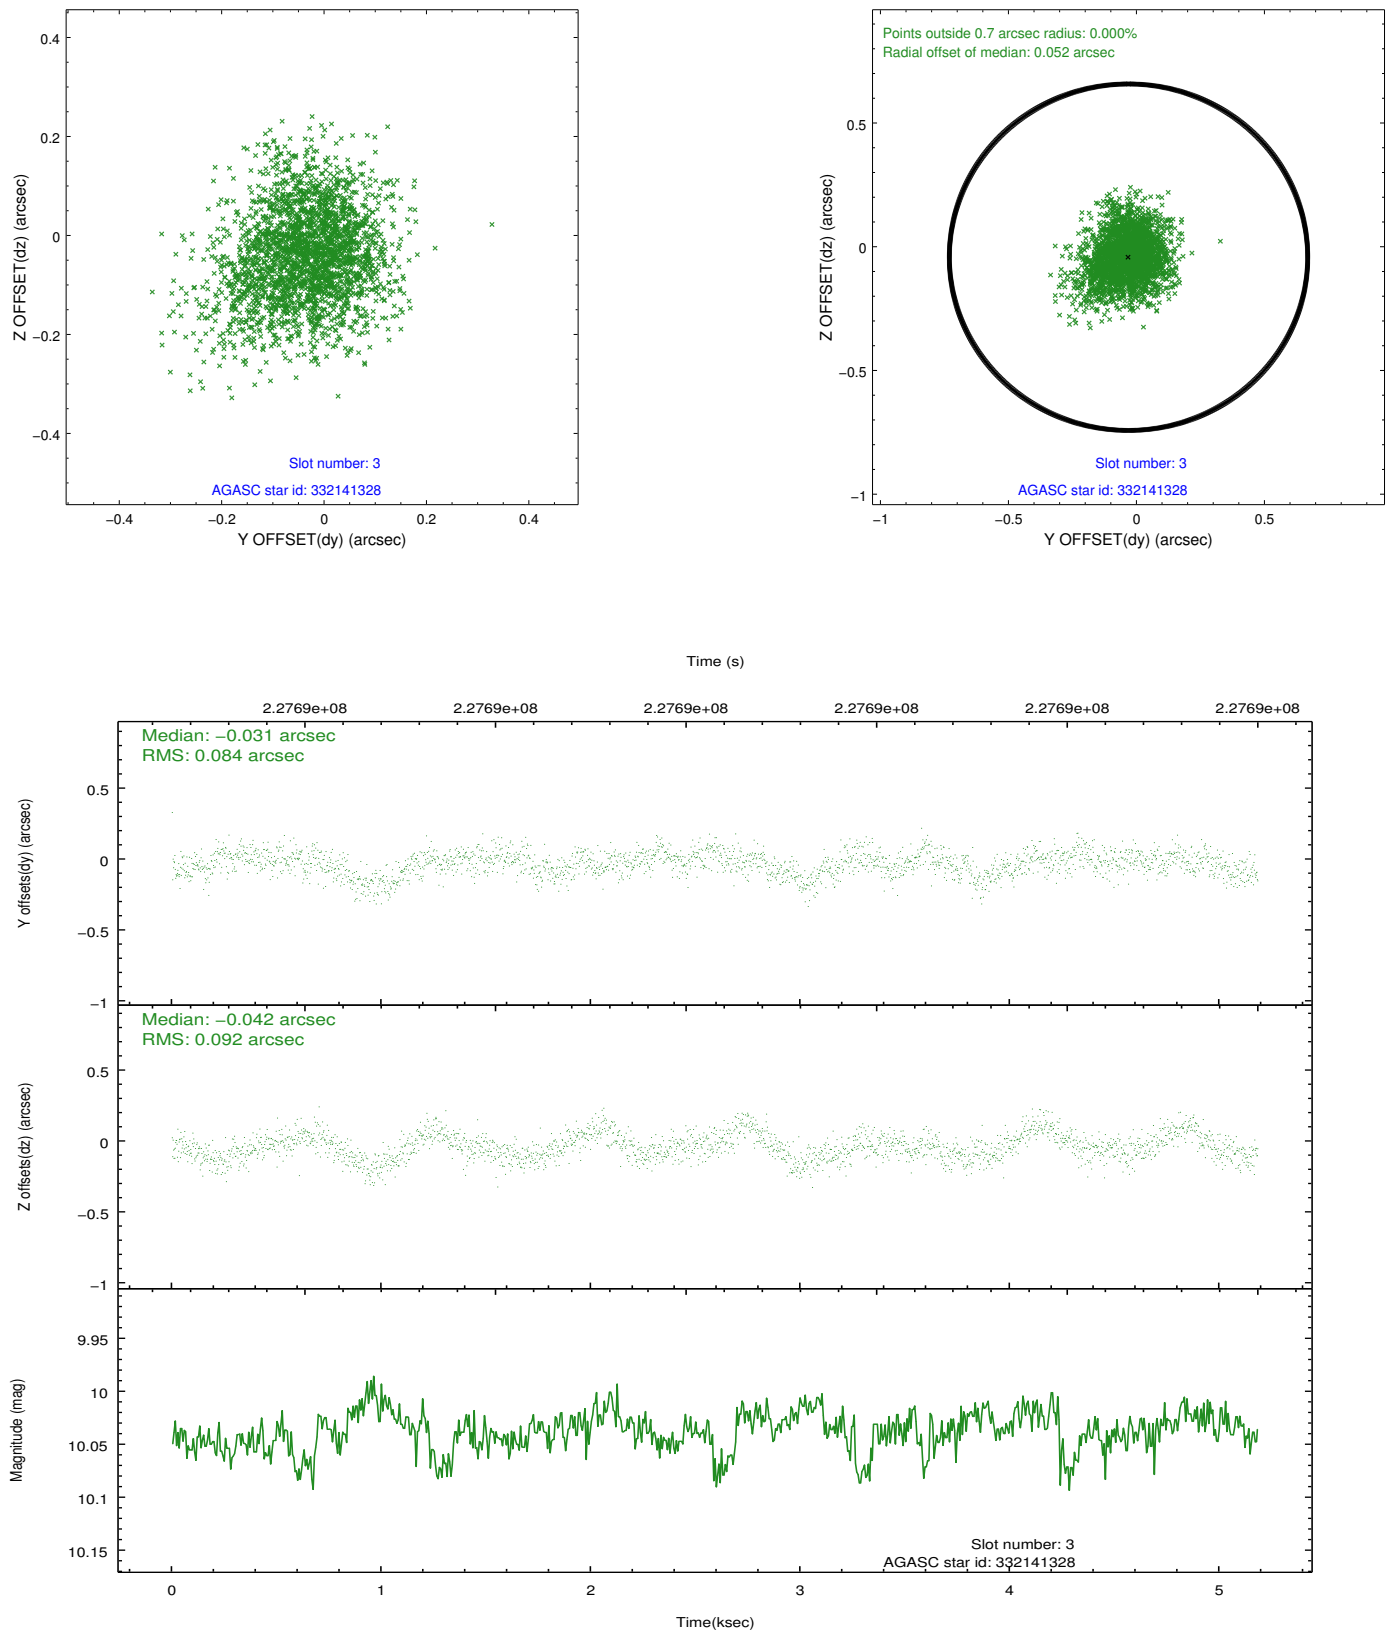 0.4
0.2
0
−0.2
−0.4
Z OFFSET(dz) (arcsec)
Slot number: 3
AGASC star id: 332141328
−0.4 −0.2 0 0.2 0.4
Y OFFSET(dy) (arcsec)
Points outside 0.7 arcsec radius: 0.000%
Radial offset of median: 0.052 arcsec
0.5
0
−0.5
−1
Z OFFSET(dz) (arcsec)
Slot number: 3
AGASC star id: 332141328
−1 −0.5 0 0.5
Y OFFSET(dy) (arcsec)
Time (s)
2.2769e+08 2.2769e+08 2.2769e+08 2.2769e+08 2.2769e+08 2.2769e+08
Median: −0.031 arcsec
RMS: 0.084 arcsec
0.5
0
−0.5
−1
Y offsets(dy) (arcsec)
Median: −0.042 arcsec
RMS: 0.092 arcsec
0.5
0
−0.5
−1
Z offsets(dz) (arcsec)
9.95
10
10.05
10.1
10.15
Magnitude (mag)
Slot number: 3
AGASC star id: 332141328
0 1 2 3 4 5
Time(ksec)